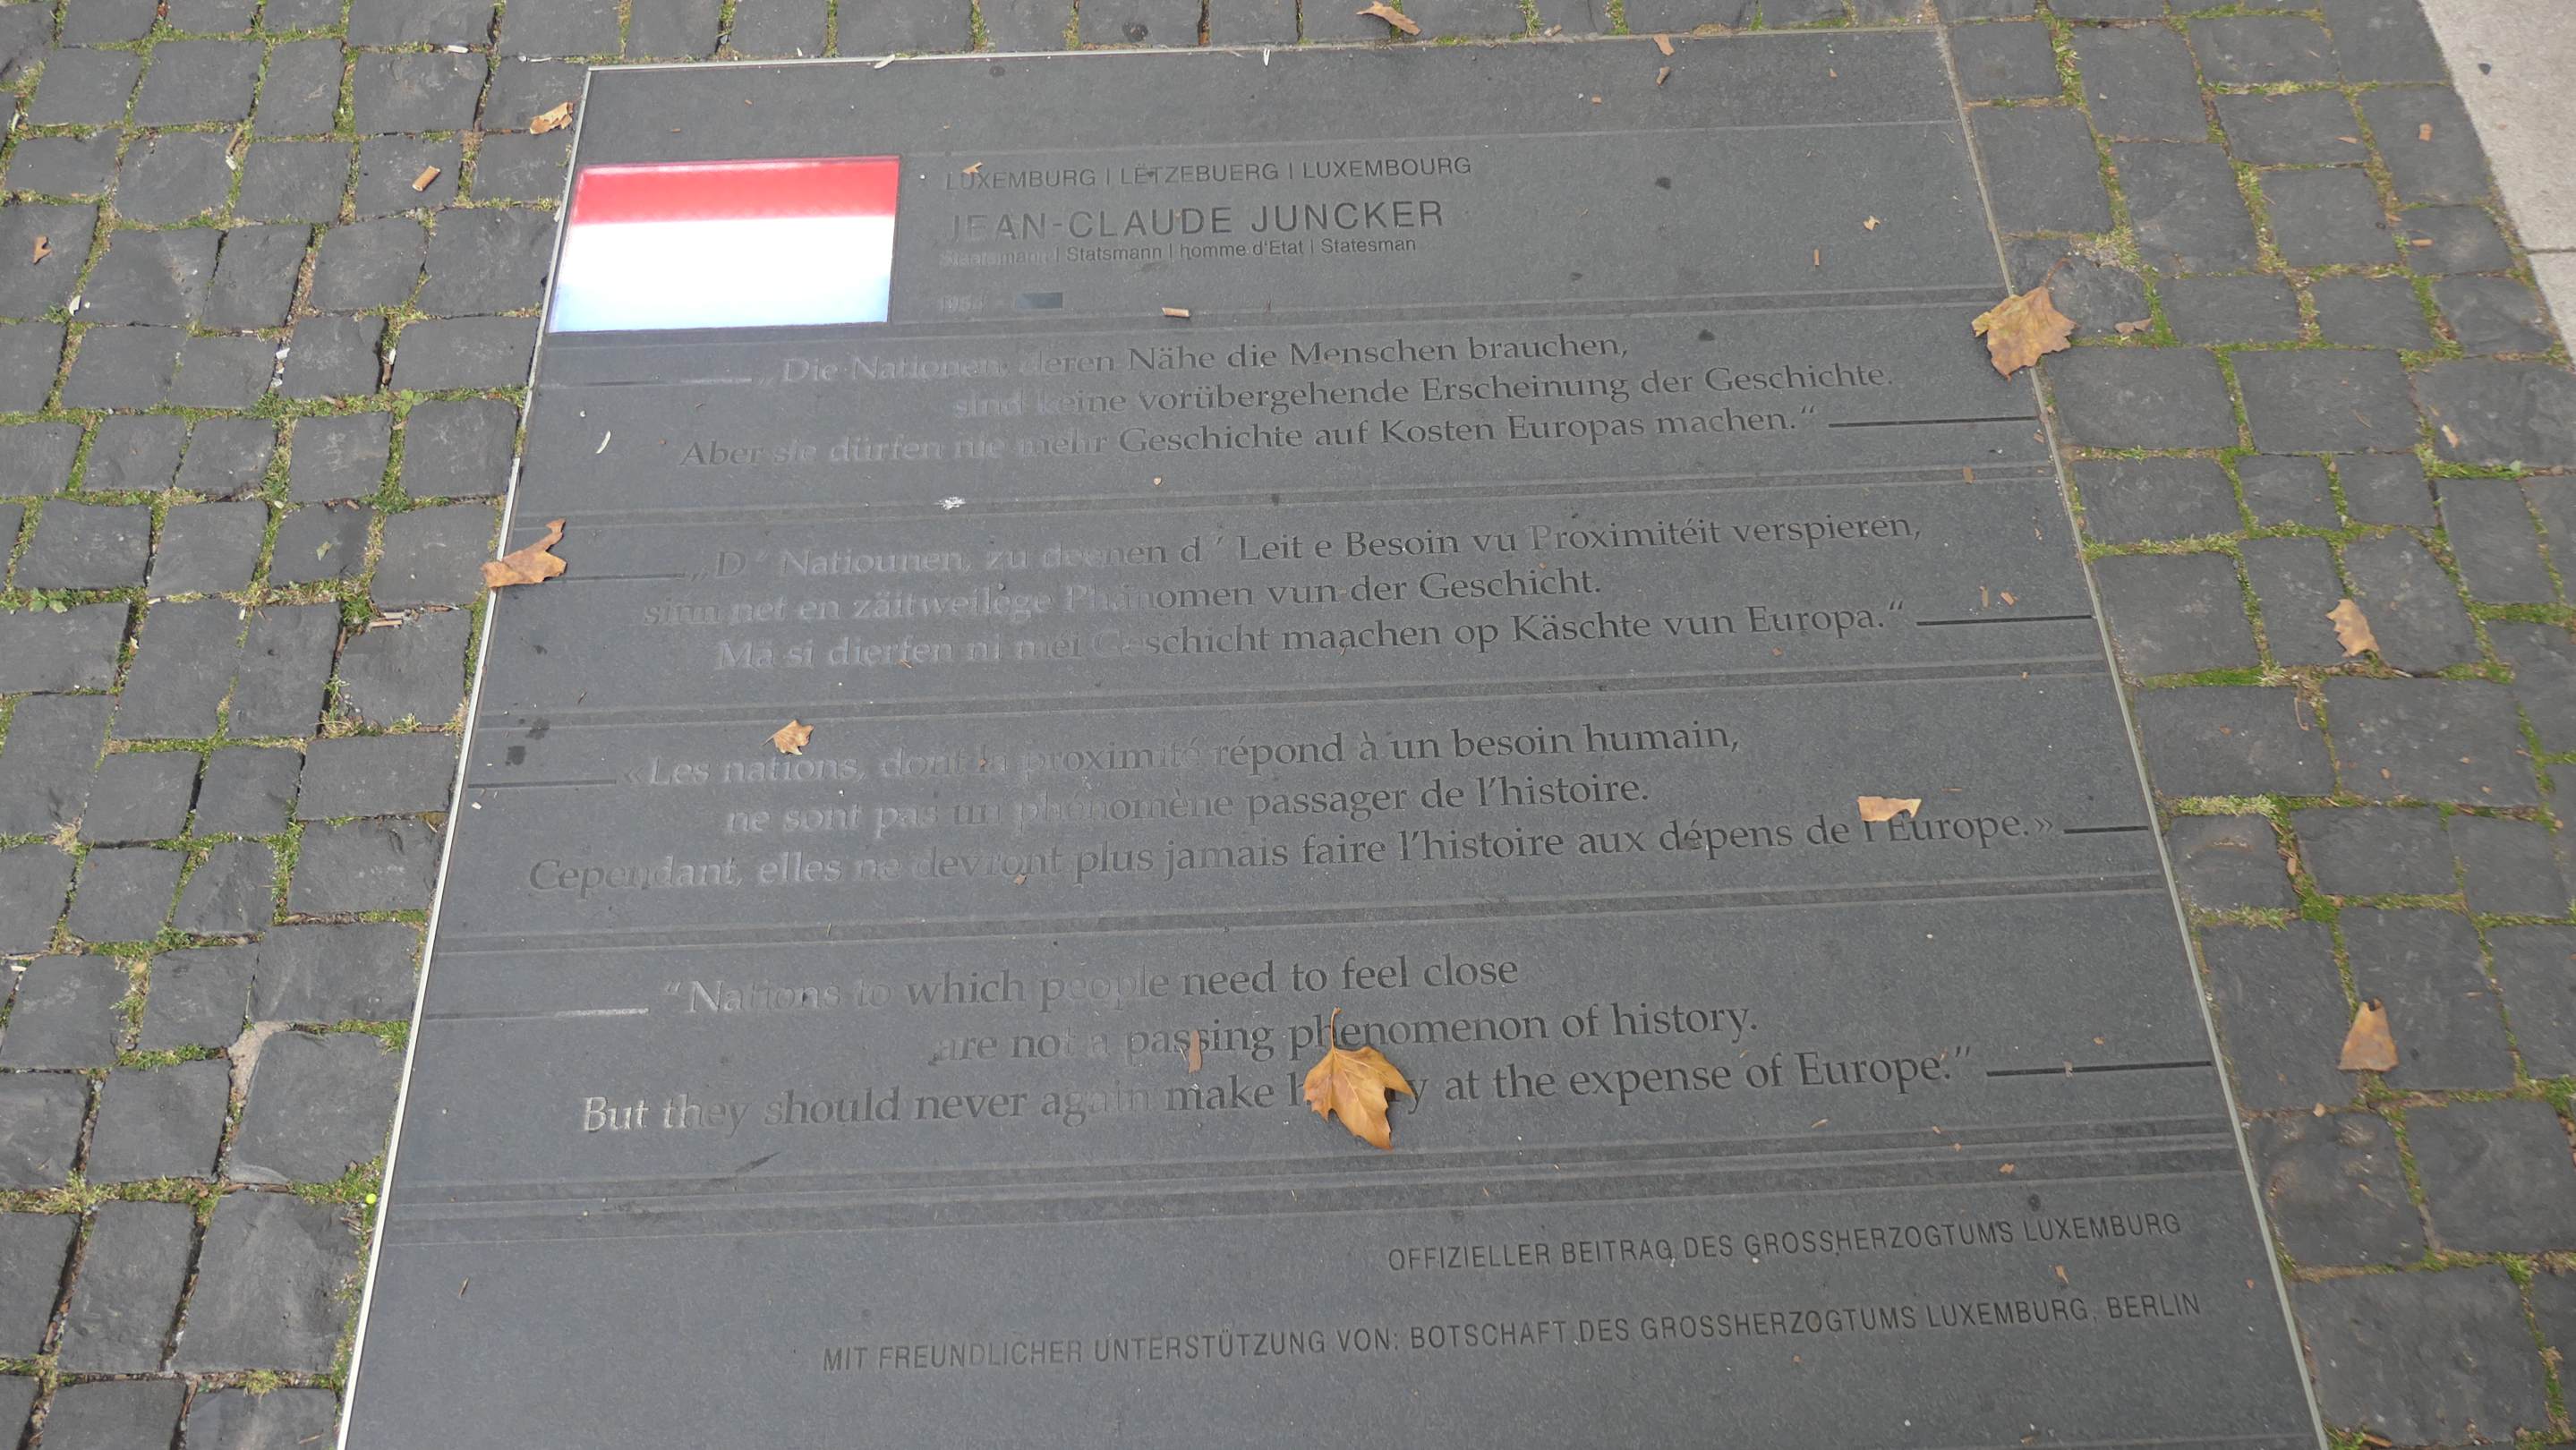 LUXEMBURG | LËTZEBUERG | LUXEMBOURG
JEAN-CLAUDE JUNCKER
Staatsmann | Statsmann | homme d'Etat | Statesman
1954 -
„Die Nationen, deren Nähe die Menschen brauchen,
sind keine vorübergehende Erscheinung der Geschichte.
Aber sie dürfen nie mehr Geschichte auf Kosten Europas machen.“
„D ’ Natiounen, zu deenen d ’ Leit e Besoin vu Proximitéit verspieren,
sinn net en zäitweilege Phänomen vun der Geschicht.
Ma si dierfen ni méi Geschicht maachen op Käschte vun Europa.“
«Les nations, dont la proximité répond à un besoin humain,
ne sont pas un phénomène passager de l’histoire.
Cependant, elles ne devront plus jamais faire l’histoire aux dépens de l’Europe.»
“Nations to which people need to feel close
are not a passing phenomenon of history.
But they should never again make at the expense of Europe.”
OFFIZIELLER BEITRAG DES GROSSHERZOGTUMS LUXEMBURG
MIT FREUNDLICHER UNTERSTÜTZUNG VON: BOTSCHAFT DES GROSSHERZOGTUMS LUXEMBURG, BERLIN